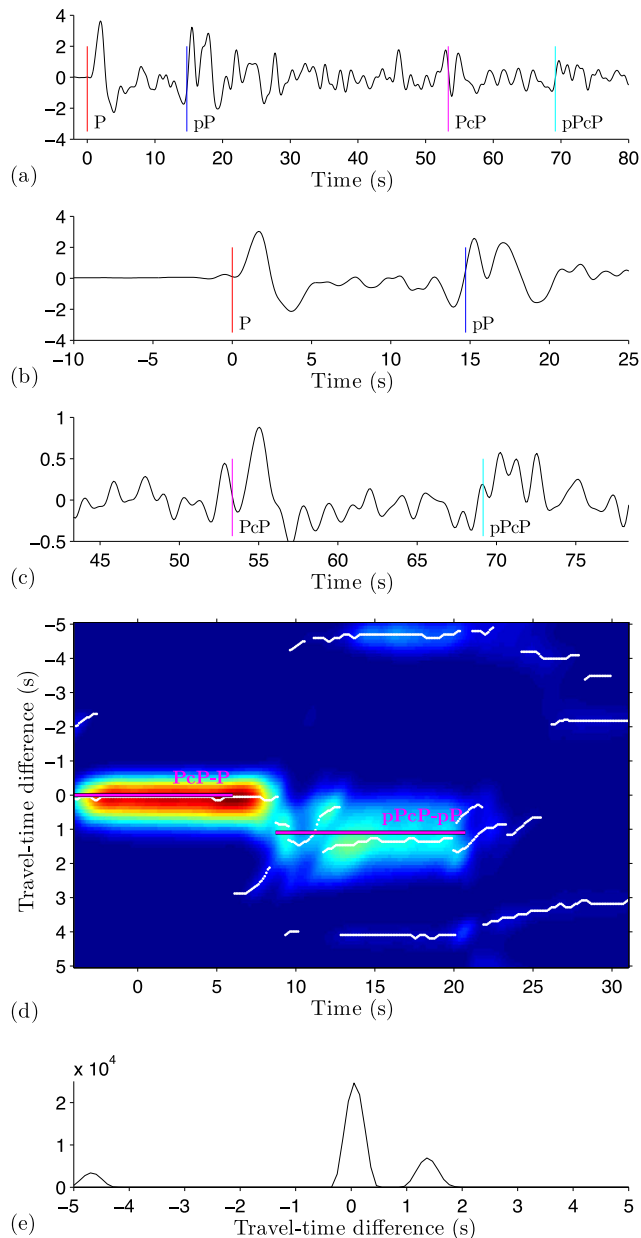 4
2
0
−2
−4
P
pP
PcP
pPcP
0 10 20 30 40 50 60 70 80
(a)
Time (s)
4
2
0
−2
−4
P
pP
−10 −5 0 5 10 15 20 25
(b)
Time (s)
1
0.5
0
−0.5
PcP
pPcP
45 50 55 60 65 70 75
(c)
Time (s)
Travel-time difference (s)
−5
−4
−3
−2
−1
0
1
2
3
4
5
PcP-P
pPcP-pP
0 5 10 15 20 25 30
(d)
Time (s)
x 10^4
2
1
0
−5 −4 −3 −2 −1 0 1 2 3 4 5
(e)
Travel-time difference (s)